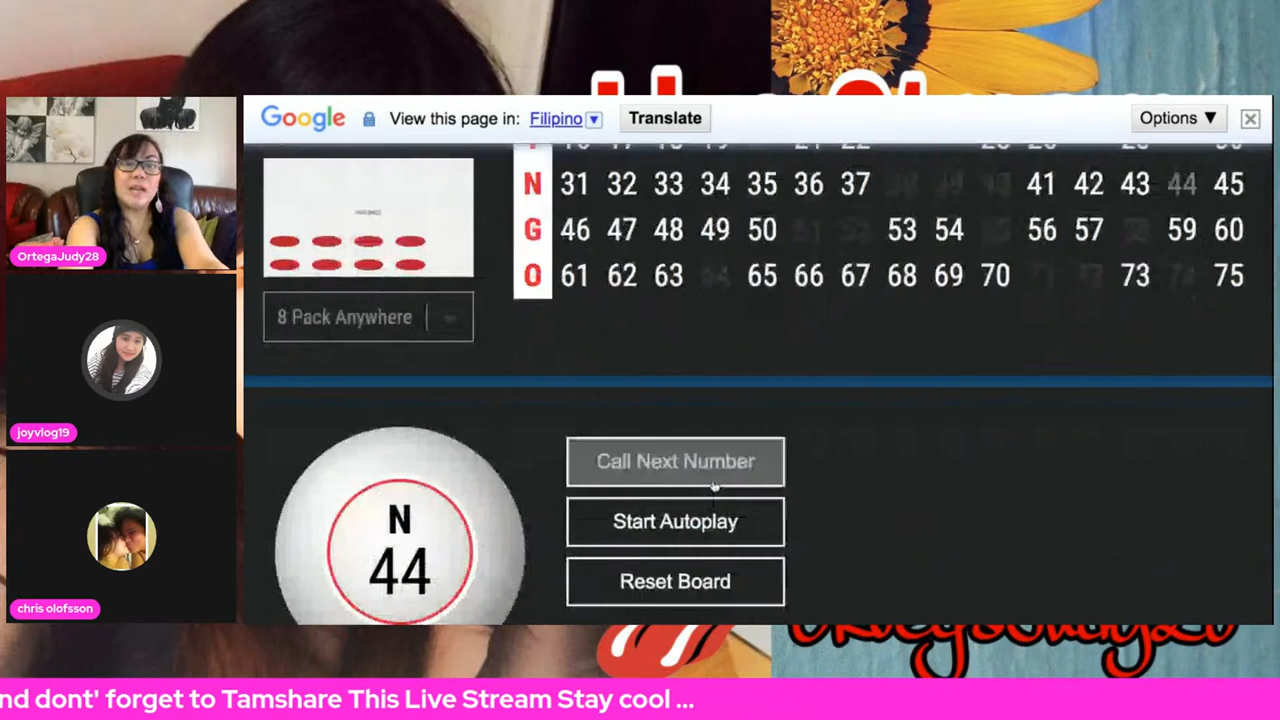 Google View this page in: Filipino Translate Options ▼
N 31 32 33 34 35 36 37 41 42 43 44 45
G 46 47 48 49 50 53 54 56 57 59 60
O 61 62 63 65 66 67 68 69 70 73 75
8 Pack Anywhere
Call Next Number
N
44
Start Autoplay
Reset Board
OrtegaJudy28
joyvlog19
chris olofsson
nd dont' forget to Tamshare This Live Stream Stay cool ...